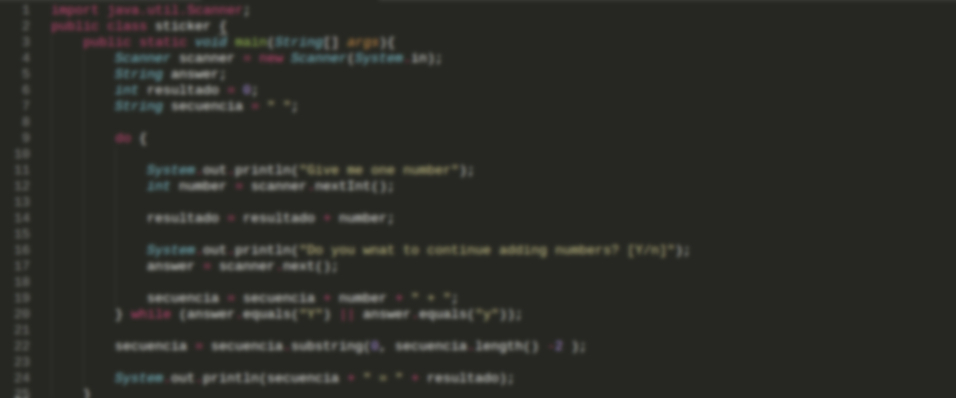 1 import java.util.Scanner;
2 public class sticker {
3 public static void main(String[] args){
4 Scanner scanner = new Scanner(System.in);
5 String answer;
6 int resultado = 0;
7 String secuencia = " ";
8
9 do {
10
11 System.out.println("Give me one number");
12 int number = scanner.nextInt();
13
14 resultado = resultado + number;
15
16 System.out.println("Do you wnat to continue adding numbers? [Y/n]");
17 answer = scanner.next();
18
19 secuencia = secuencia + number + " + ";
20 } while (answer.equals("Y") || answer.equals("y"));
21
22 secuencia = secuencia.substring(0, secuencia.length() -2 );
23
24 System.out.println(secuencia + " = " + resultado);
25 }